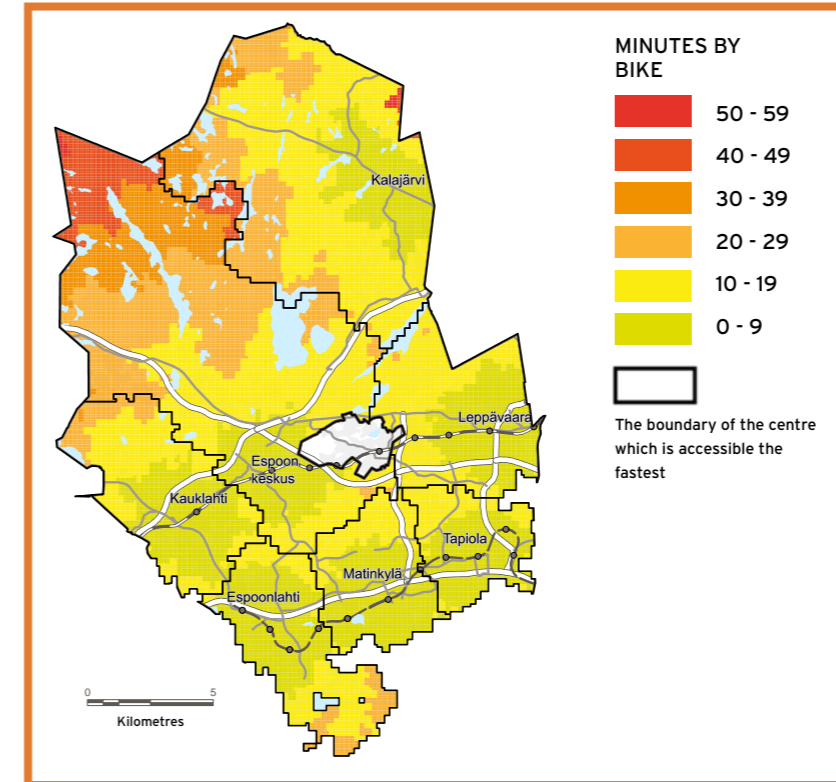 MINUTES BY
BIKE
50 - 59
40 - 49
30 - 39
20 - 29
10 - 19
0 - 9
The boundary of the centre
which is accessible the
fastest
Kalajärvi
Leppävaara
Espoon
keskus
Kauklahti
Tapiola
Matinkylä
Espoonlahti
0 5
Kilometres